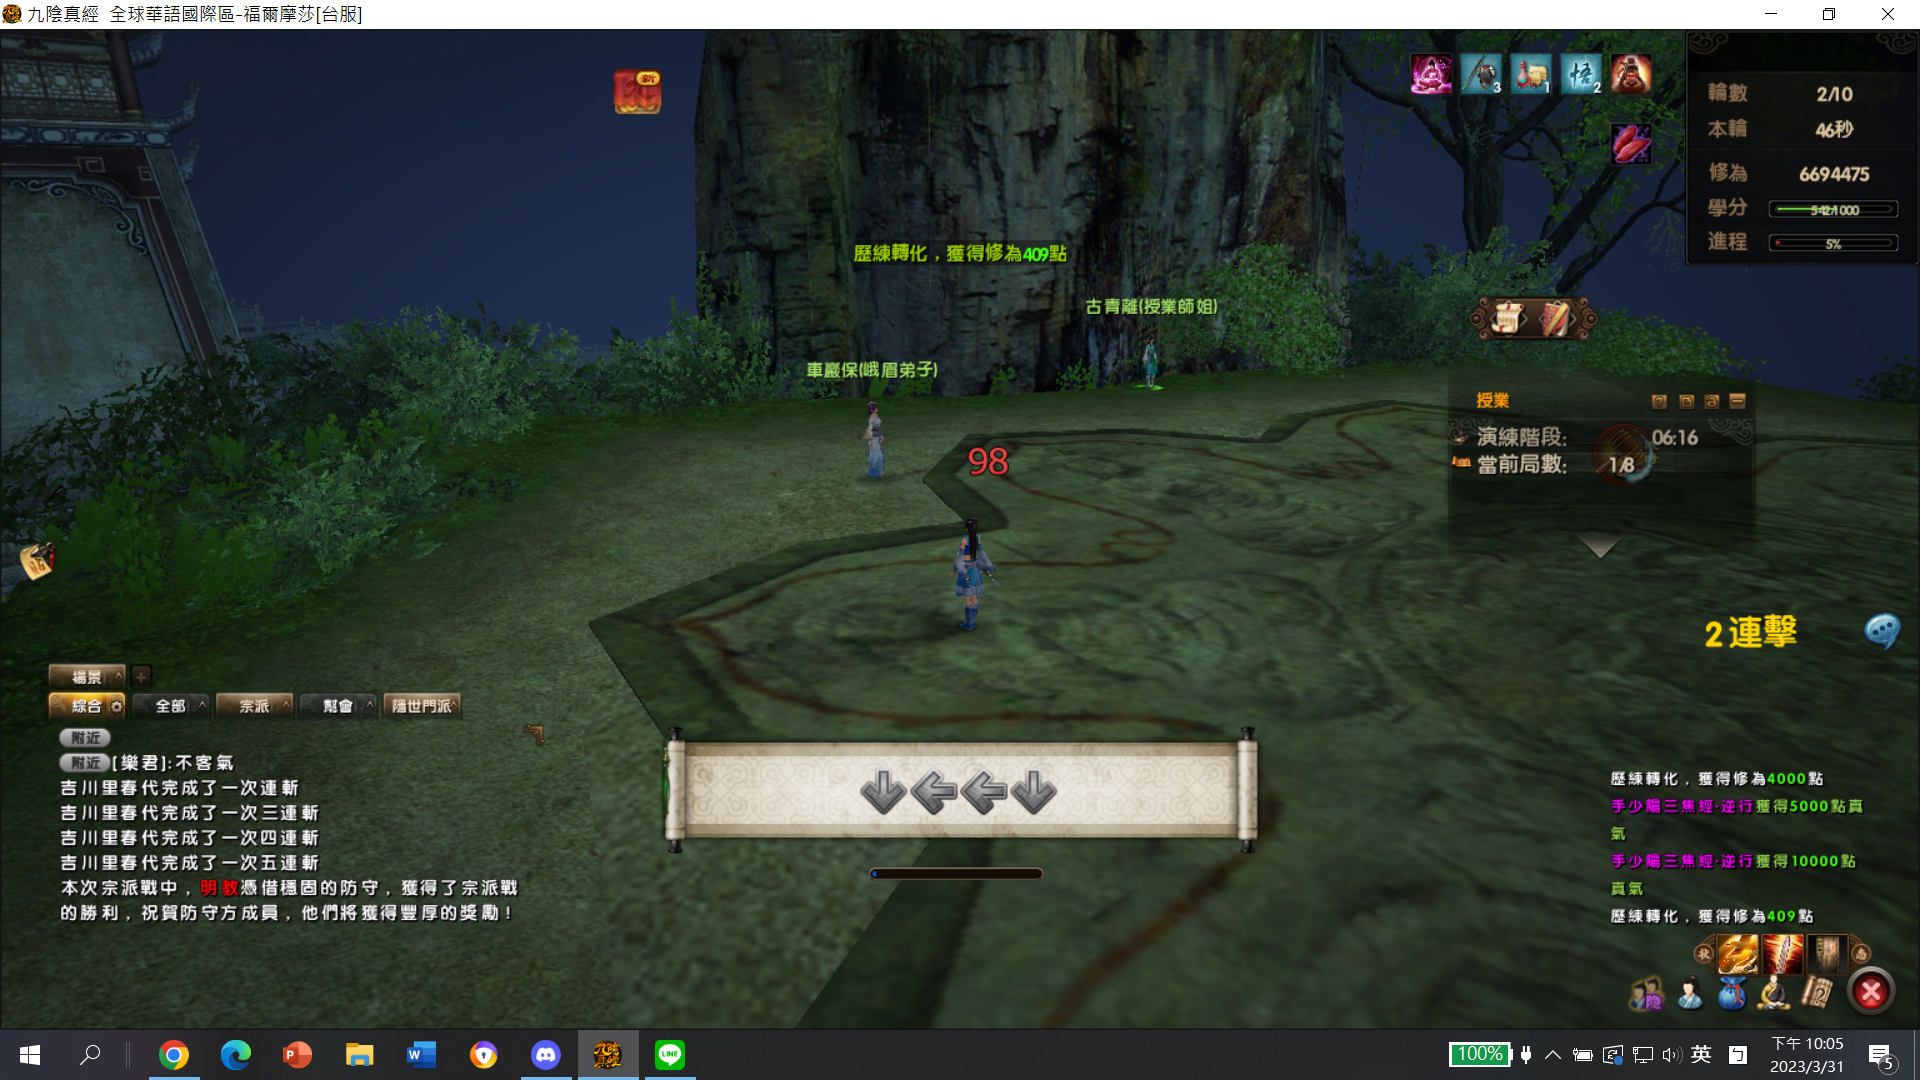 九陰真經 全球華語國際區-福爾摩莎[台服]
新
3
1
悟
2
輪數 2/10
本輪 46秒
修為 6694475
學分 542/1000
進程 5%
歷練轉化，獲得修為409點
古青離(授業師姐)
車巖保(峨眉弟子)
98
授業
演練階段: 06:16
當前局數: 1/8
2連擊
場景
綜合 全部 宗派 幫會 隱世門派
附近
附近 [樂君]:不客氣
吉川里春代完成了一次連斬
吉川里春代完成了一次三連斬
吉川里春代完成了一次四連斬
吉川里春代完成了一次五連斬
本次宗派戰中，明教憑借穩固的防守，獲得了宗派戰
的勝利，祝賀防守方成員，他們將獲得豐厚的獎勵！
歷練轉化，獲得修為4000點
手少陽三焦經·逆行獲得5000點真
氣
手少陽三焦經·逆行獲得10000點
真氣
歷練轉化，獲得修為409點
100%
英
下午 10:05
2023/3/31
5